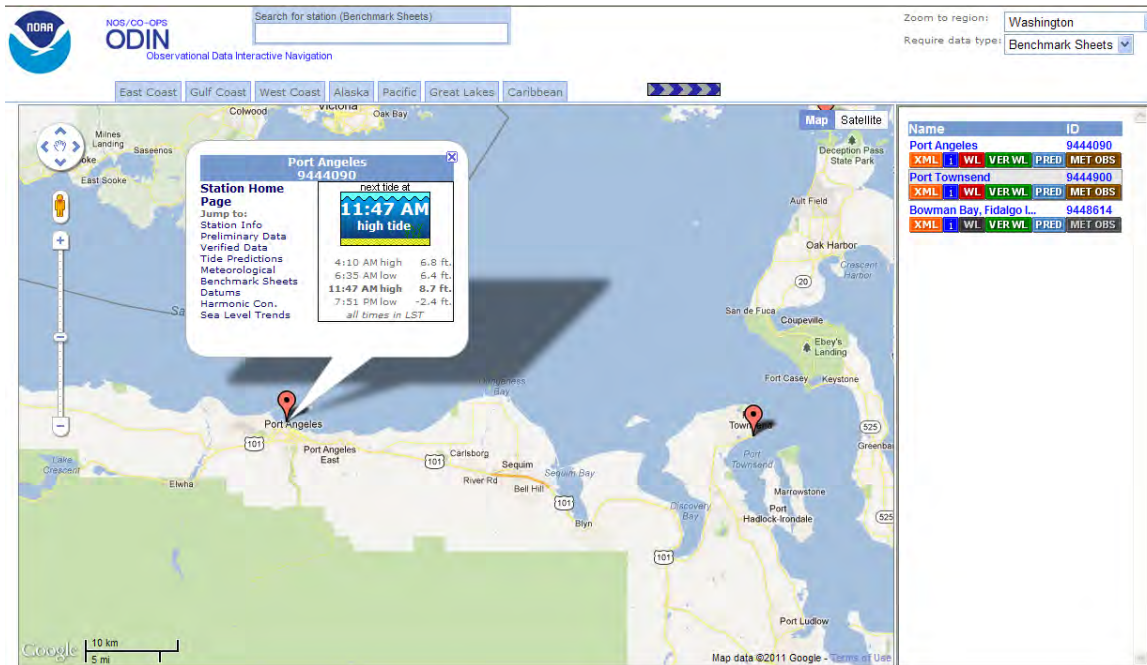 NOAA
NOS/CO-OPS
ODIN
Observational Data Interactive Navigation
Search for station (Benchmark Sheets)
Zoom to region:
Washington
Require data type:
Benchmark Sheets
East Coast
Gulf Coast
West Coast
Alaska
Pacific
Great Lakes
Caribbean
Map
Satellite
Colwood
Victoria
Oak Bay
Milnes
Landing
Saseenos
East Sooke
Deception Pass
State Park
Ault Field
Oak Harbor
Crescent
Harbor
20
San de Fuca
Coupeville
Ebey's
Landing
Fort Casey
Keystone
Port Angeles
9444090
Station Home
Page
Jump to:
Station Info
Preliminary Data
Verified Data
Tide Predictions
Meteorological
Benchmark Sheets
Datums
Harmonic Con.
Sea Level Trends
next tide at
11:47 AM
high tide
4:10 AM high 6.8 ft.
6:35 AM low 6.4 ft.
11:47 AM high 8.7 ft.
7:51 PM low -2.4 ft.
all times in LST
Dungeness
Bay
Port Angeles
101
Port Angeles
East
101
Carlsborg
Sequim
Sequim Bay
River Rd
Bell Hill
101
Blyn
Lake
Crescent
Elwha
525
Port
Townsend
Marrowstone
Discovery
Bay
Port
Hadlock-Irondale
525
101
Port Ludlow
Google
10 km
5 mi
Map data ©2011 Google - Terms of Use
Name ID
Port Angeles 9444090
XML i WL VER WL PRED MET OBS
Port Townsend 9444900
XML i WL VER WL PRED MET OBS
Bowman Bay, Fidalgo I... 9448614
XML i WL VER WL PRED MET OBS